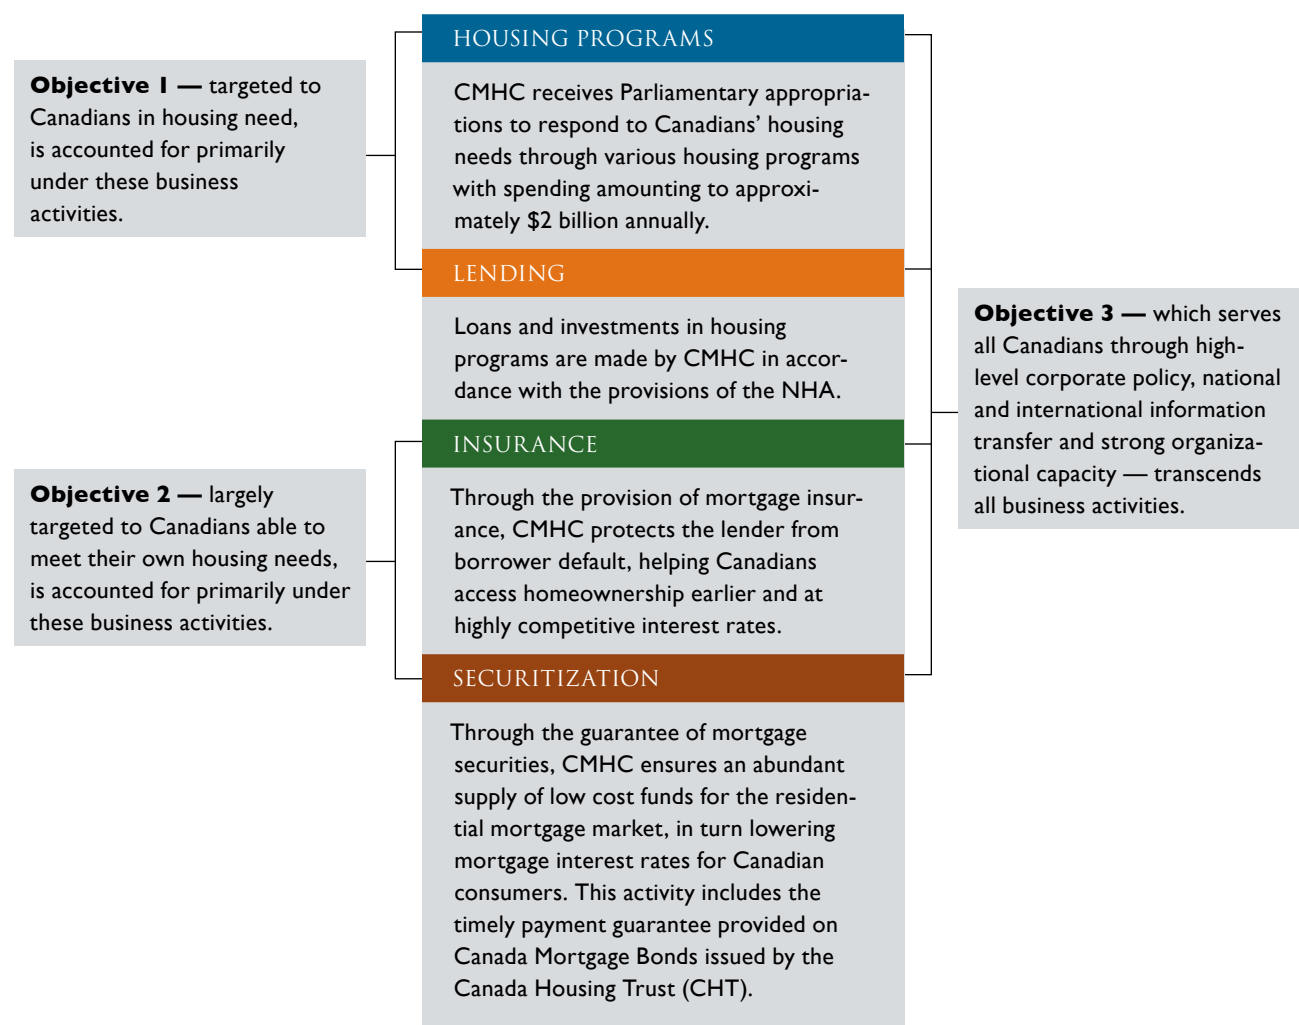 Objective 1 — targeted to
Canadians in housing need,
is accounted for primarily
under these business
activities.
HOUSING PROGRAMS
CMHC receives Parliamentary appropria-
tions to respond to Canadians’ housing
needs through various housing programs
with spending amounting to approxi-
mately $2 billion annually.
LENDING
Loans and investments in housing
programs are made by CMHC in accor-
dance with the provisions of the NHA.
Objective 2 — largely
targeted to Canadians able to
meet their own housing needs,
is accounted for primarily under
these business activities.
INSURANCE
Through the provision of mortgage insur-
ance, CMHC protects the lender from
borrower default, helping Canadians
access homeownership earlier and at
highly competitive interest rates.
SECURITIZATION
Through the guarantee of mortgage
securities, CMHC ensures an abundant
supply of low cost funds for the residen-
tial mortgage market, in turn lowering
mortgage interest rates for Canadian
consumers. This activity includes the
timely payment guarantee provided on
Canada Mortgage Bonds issued by the
Canada Housing Trust (CHT).
Objective 3 — which serves
all Canadians through high-
level corporate policy, national
and international information
transfer and strong organiza-
tional capacity — transcends
all business activities.